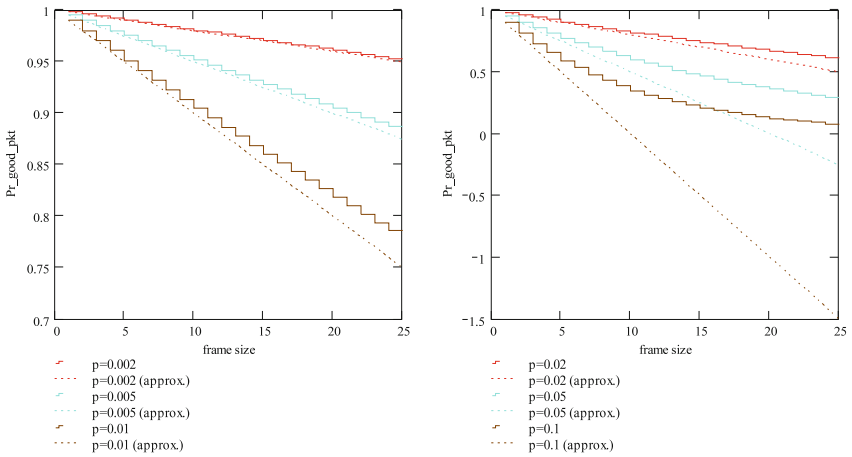 1
0.95
0.9
0.85
0.8
0.75
0.7
Pr_good_pkt
0 5 10 15 20 25
frame size
p=0.002
p=0.002 (approx.)
p=0.005
p=0.005 (approx.)
p=0.01
p=0.01 (approx.)
1
0.5
0
−0.5
−1
−1.5
Pr_good_pkt
0 5 10 15 20 25
frame size
p=0.02
p=0.02 (approx.)
p=0.05
p=0.05 (approx.)
p=0.1
p=0.1 (approx.)